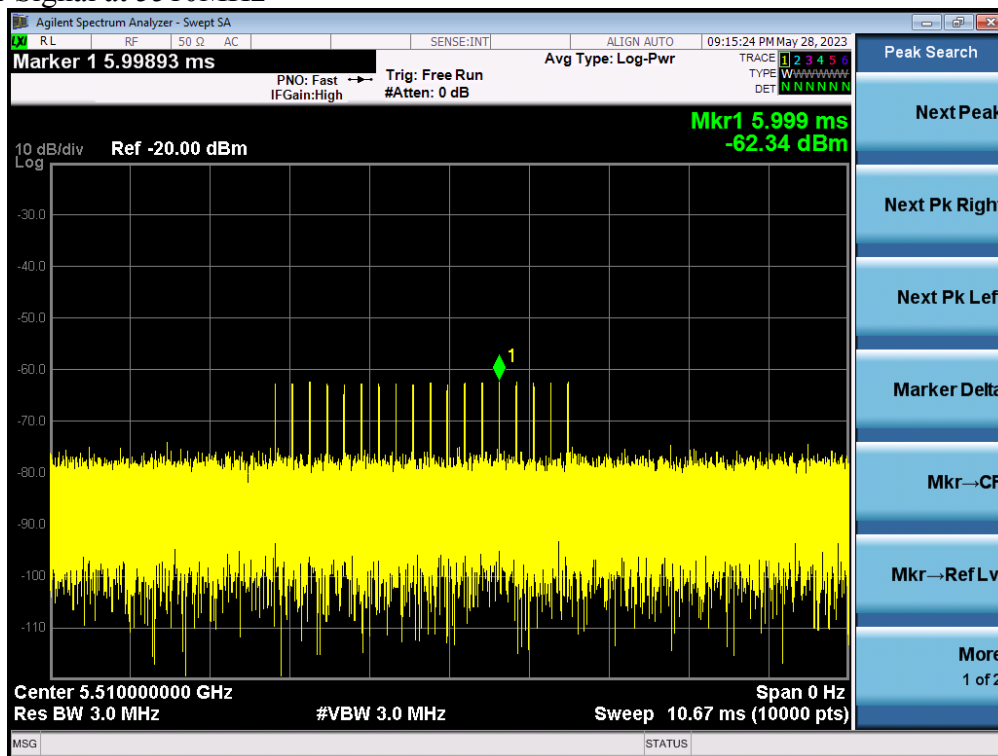 Signal at 5510MHz
Agilent Spectrum Analyzer - Swept SA
LXI RL RF 50 Ω AC SENSE:INT ALIGN AUTO 09:15:24 PM May 28, 2023
Marker 1 5.99893 ms
PNO: Fast
IFGain:High
Trig: Free Run
#Atten: 0 dB
Avg Type: Log-Pwr
TRACE 1 2 3 4 5 6
TYPE WWWWWW
DET N N N N N N
Peak Search
Mkr1 5.999 ms
-62.34 dBm
10 dB/div Ref -20.00 dBm
Log
-30.0
-40.0
-50.0
-60.0
-70.0
-80.0
-90.0
-100
-110
1
Center 5.510000000 GHz Span 0 Hz
Res BW 3.0 MHz #VBW 3.0 MHz Sweep 10.67 ms (10000 pts)
MSG STATUS
Next Peak
Next Pk Right
Next Pk Left
Marker Delta
Mkr→CF
Mkr→Ref Lv
More
1 of 2